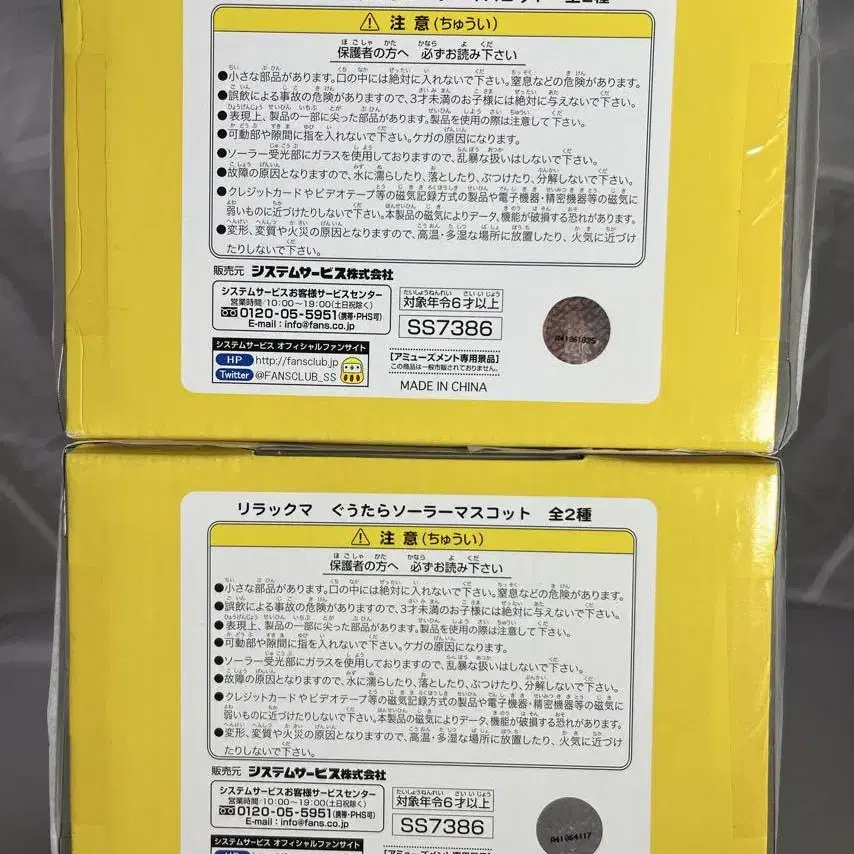 全2種
⚠ 注意(ちゅうい)
保護者の方へ 必ずお読み下さい
●小さな部品があります。口の中には絶対に入れないで下さい。窒息などの危険があります。
●誤飲による事故の危険がありますので、3才未満のお子様には絶対に与えないで下さい。
●表現上、製品の一部に尖った部品があります。製品を使用の際は注意して下さい。
●可動部や隙間に指を入れないで下さい。ケガの原因になります。
●ソーラー受光部にガラスを使用しておりますので、乱暴な扱いはしないで下さい。
●故障の原因となりますので、水に濡らしたり、落としたり、ぶつけたり、分解しないで下さい。
●クレジットカードやビデオテープ等の磁気記録方式の製品や電子機器・精密機器等の磁気に
弱いものに近づけたりしないで下さい。本製品の磁気によりデータ、機能が破損する恐れがあります。
●変形、変質や火災の原因となりますので、高温・多湿な場所に放置したり、火気に近づけ
たりしないで下さい。
販売元 システムサービス株式会社
システムサービスお客様サービスセンター
営業時間/10:00〜19:00(土日祝除く)
0120-05-5951(携帯・PHS可)
E-mail : info@fans.co.jp
対象年令6才以上
SS7386
システムサービス オフィシャルファンサイト
HP http://fansclub.jp
Twitter @FANSCLUB_SS
【アミューズメント専用景品】
この商品は一般市販されておりません。
MADE IN CHINA
リラックマ ぐうたらソーラーマスコット 全2種
⚠ 注意(ちゅうい)
保護者の方へ 必ずお読み下さい
●小さな部品があります。口の中には絶対に入れないで下さい。窒息などの危険があります。
●誤飲による事故の危険がありますので、3才未満のお子様には絶対に与えないで下さい。
●表現上、製品の一部に尖った部品があります。製品を使用の際は注意して下さい。
●可動部や隙間に指を入れないで下さい。ケガの原因になります。
●ソーラー受光部にガラスを使用しておりますので、乱暴な扱いはしないで下さい。
●故障の原因となりますので、水に濡らしたり、落としたり、ぶつけたり、分解しないで下さい。
●クレジットカードやビデオテープ等の磁気記録方式の製品や電子機器・精密機器等の磁気に
弱いものに近づけたりしないで下さい。本製品の磁気によりデータ、機能が破損する恐れがあります。
●変形、変質や火災の原因となりますので、高温・多湿な場所に放置したり、火気に近づけ
たりしないで下さい。
販売元 システムサービス株式会社
システムサービスお客様サービスセンター
営業時間/10:00〜19:00(土日祝除く)
0120-05-5951(携帯・PHS可)
E-mail : info@fans.co.jp
対象年令6才以上
SS7386
A41064117
システムサービス オフィシャルファンサイト